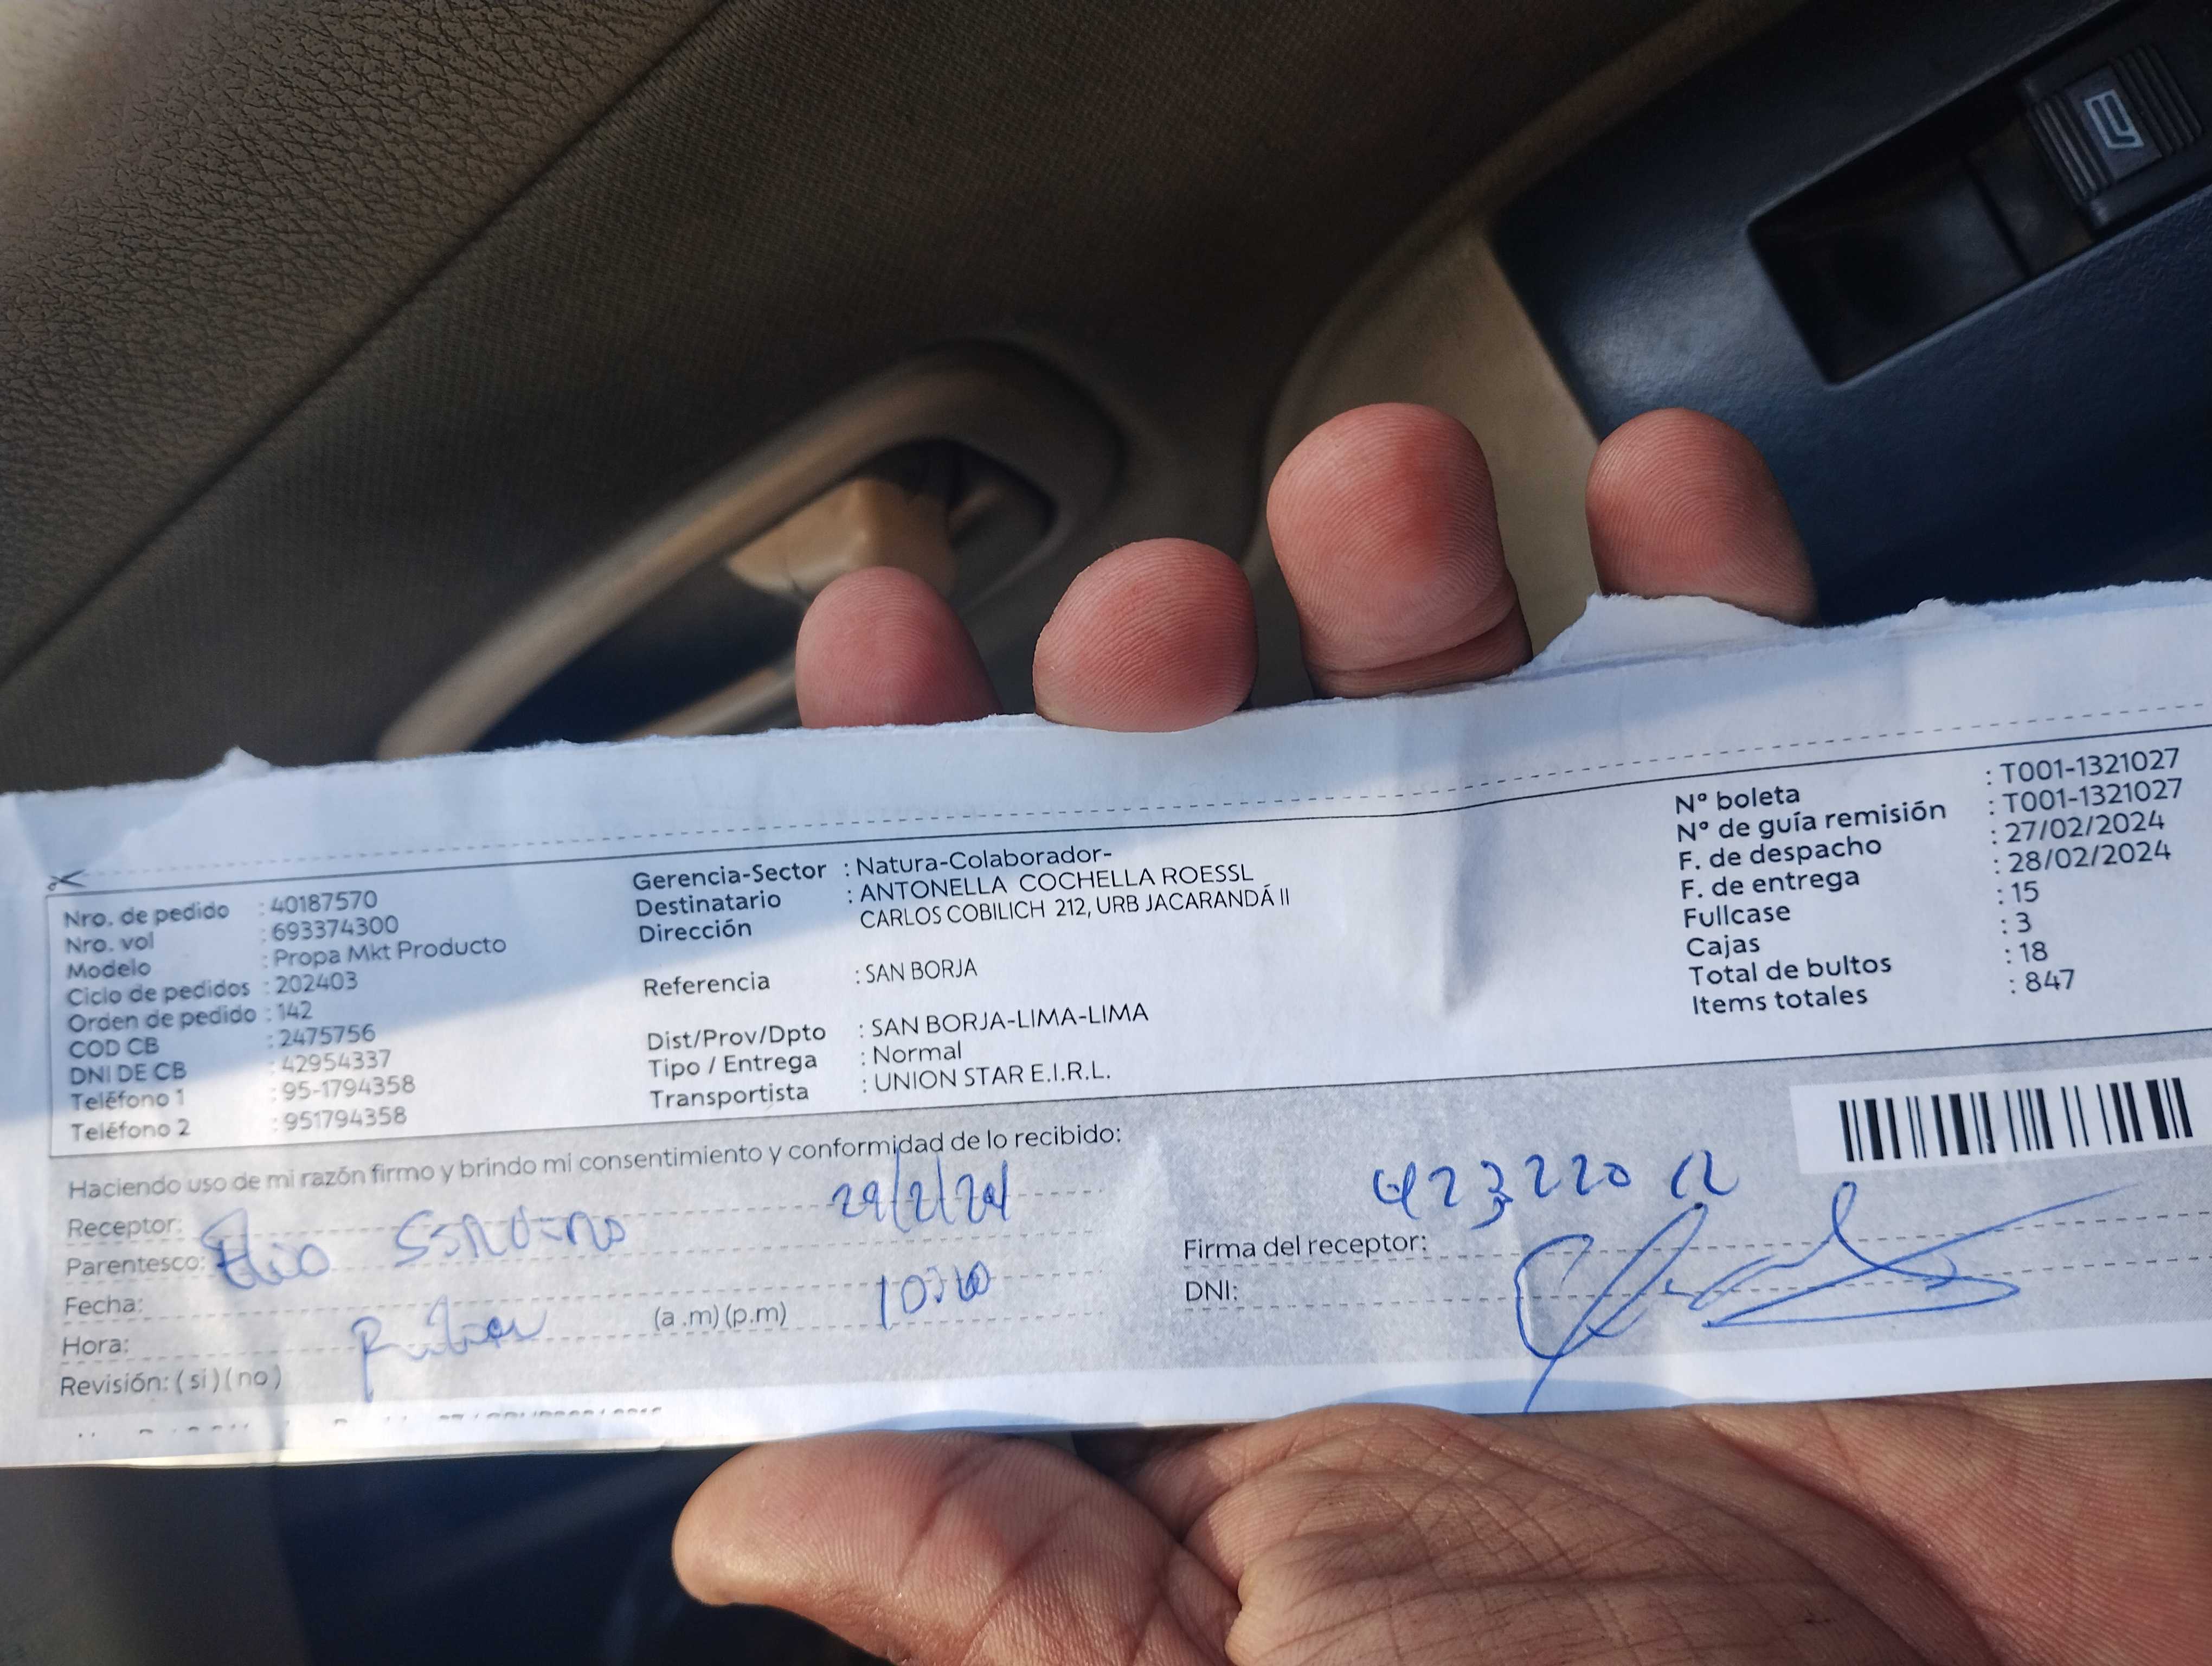 Nro. de pedido : 40187570
Nro. vol : 693374300
Modelo : Propa Mkt Producto
Ciclo de pedidos : 202403
Orden de pedido : 142
COD CB : 2475756
DNI DE CB : 42954337
Teléfono 1 : 95-1794358
Teléfono 2 : 951794358
Gerencia-Sector : Natura-Colaborador-
Destinatario : ANTONELLA COCHELLA ROESSL
Dirección CARLOS COBILICH 212, URB JACARANDÁ II
Referencia : SAN BORJA
Dist/Prov/Dpto : SAN BORJA-LIMA-LIMA
Tipo / Entrega : Normal
Transportista : UNION STAR E.I.R.L.
N° boleta : T001-1321027
N° de guía remisión : T001-1321027
F. de despacho : 27/02/2024
F. de entrega : 28/02/2024
Fullcase : 15
Cajas : 3
Total de bultos : 18
Items totales : 847
Haciendo uso de mi razón firmo y brindo mi consentimiento y conformidad de lo recibido:
Receptor: 29/2/24
Parentesco: Elio
Fecha:
Hora: (a .m) (p.m)
Revisión: ( si ) ( no )
Firma del receptor:
DNI: